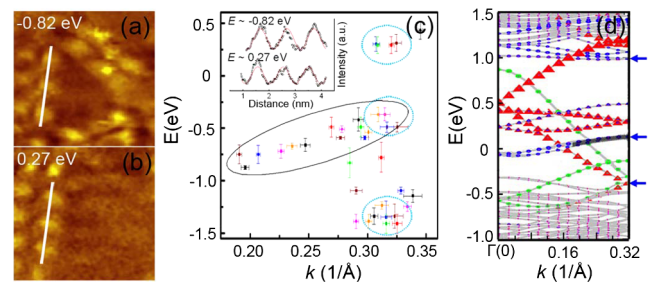 -0.82 eV
(a)
0.27 eV
(b)
(c)
E ~ -0.82 eV
E ~ 0.27 eV
Intensity (a.u.)
1 2 3 4
Distance (nm)
E(eV)
0.5
0
-0.5
-1.0
-1.5
0.20 0.25 0.30 0.35
k (1/Å)
(d)
E(eV)
1.5
1.0
0.5
0
-0.5
-1.0
Γ(0) 0.16 0.32
k (1/Å)